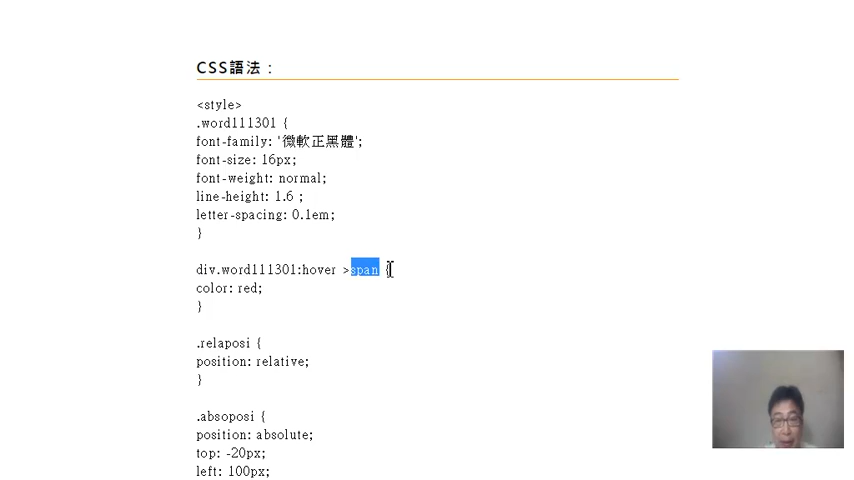 CSS語法：
<style>
.word111301 {
font-family: '微軟正黑體';
font-size: 16px;
font-weight: normal;
line-height: 1.6 ;
letter-spacing: 0.1em;
}
div.word111301:hover >span {
color: red;
}
.relaposi {
position: relative;
}
.absoposi {
position: absolute;
top: -20px;
left: 100px;